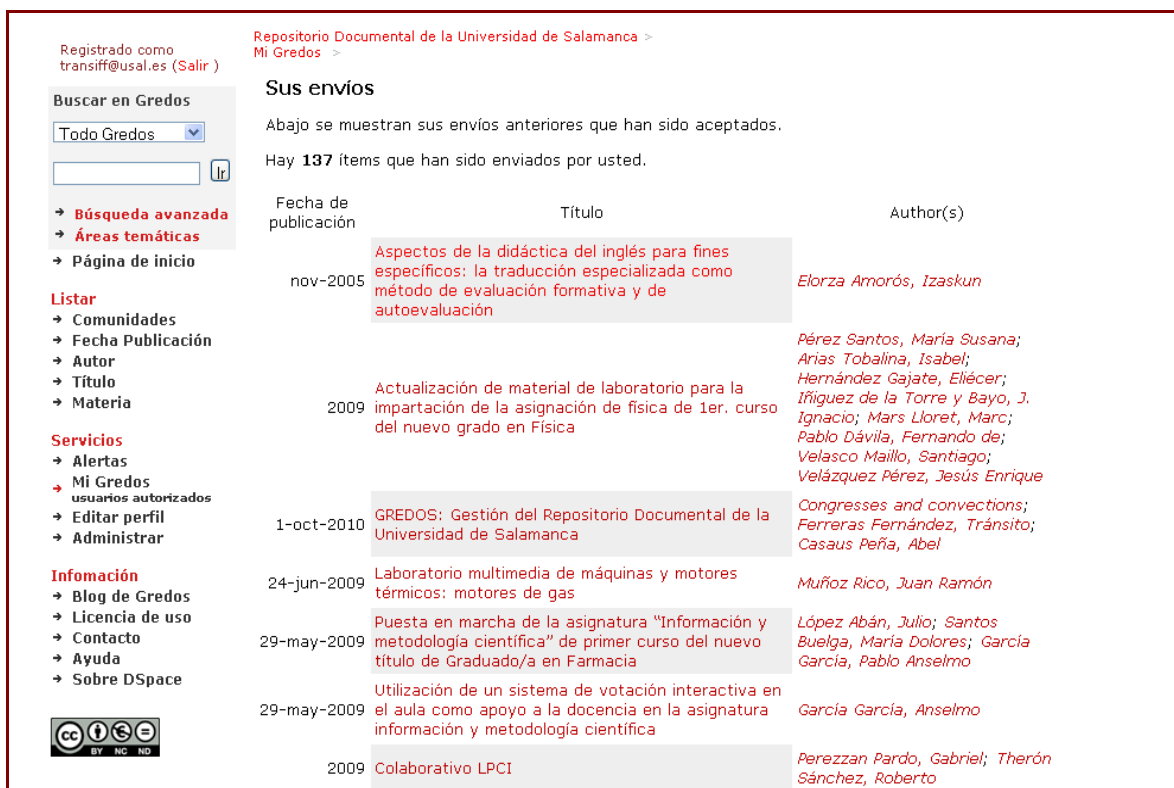 Registrado como
transiff@usal.es (Salir )
Buscar en Gredos
Todo Gredos
Ir
Búsqueda avanzada
Áreas temáticas
Página de inicio
Listar
Comunidades
Fecha Publicación
Autor
Título
Materia
Servicios
Alertas
Mi Gredos
usuarios autorizados
Editar perfil
Administrar
Infomación
Blog de Gredos
Licencia de uso
Contacto
Ayuda
Sobre DSpace
cc
BY NC ND
Repositorio Documental de la Universidad de Salamanca >
Mi Gredos >
Sus envíos
Abajo se muestran sus envíos anteriores que han sido aceptados.
Hay 137 ítems que han sido enviados por usted.
Fecha de
publicación
Título
Author(s)
nov-2005
Aspectos de la didáctica del inglés para fines
específicos: la traducción especializada como
método de evaluación formativa y de
autoevaluación
Elorza Amorós, Izaskun
2009
Actualización de material de laboratorio para la
impartación de la asignación de física de 1er. curso
del nuevo grado en Física
Pérez Santos, María Susana;
Arias Tobalina, Isabel;
Hernández Gajate, Eliécer;
Iñiguez de la Torre y Bayo, J.
Ignacio; Mars Lloret, Marc;
Pablo Dávila, Fernando de;
Velasco Maillo, Santiago;
Velázquez Pérez, Jesús Enrique
1-oct-2010
GREDOS: Gestión del Repositorio Documental de la
Universidad de Salamanca
Congresses and convections;
Ferreras Fernández, Tránsito;
Casaus Peña, Abel
24-jun-2009
Laboratorio multimedia de máquinas y motores
térmicos: motores de gas
Muñoz Rico, Juan Ramón
29-may-2009
Puesta en marcha de la asignatura "Información y
metodología científica" de primer curso del nuevo
título de Graduado/a en Farmacia
López Abán, Julio; Santos
Buelga, María Dolores; García
García, Pablo Anselmo
29-may-2009
Utilización de un sistema de votación interactiva en
el aula como apoyo a la docencia en la asignatura
información y metodología científica
García García, Anselmo
2009
Colaborativo LPCI
Perezzan Pardo, Gabriel; Therón
Sánchez, Roberto